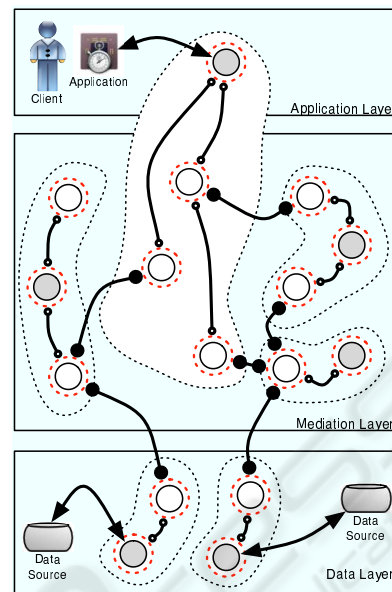 Application
Client
Application Layer
Mediation Layer
Data
Source
Data
Source
Data Layer